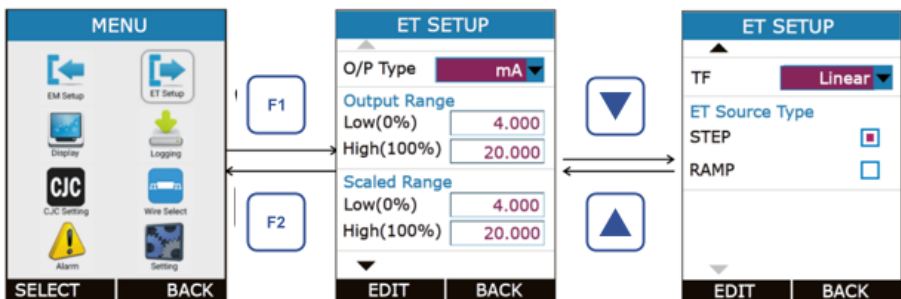 MENU
EM Setup
ET Setup
Display
Logging
CJC
CJC Setting
Wire Select
Alarm
Setting
SELECT BACK
F1
F2
ET SETUP
O/P Type mA
Output Range
Low(0%) 4.000
High(100%) 20.000
Scaled Range
Low(0%) 4.000
High(100%) 20.000
EDIT BACK
ET SETUP
TF Linear
ET Source Type
STEP
RAMP
EDIT BACK